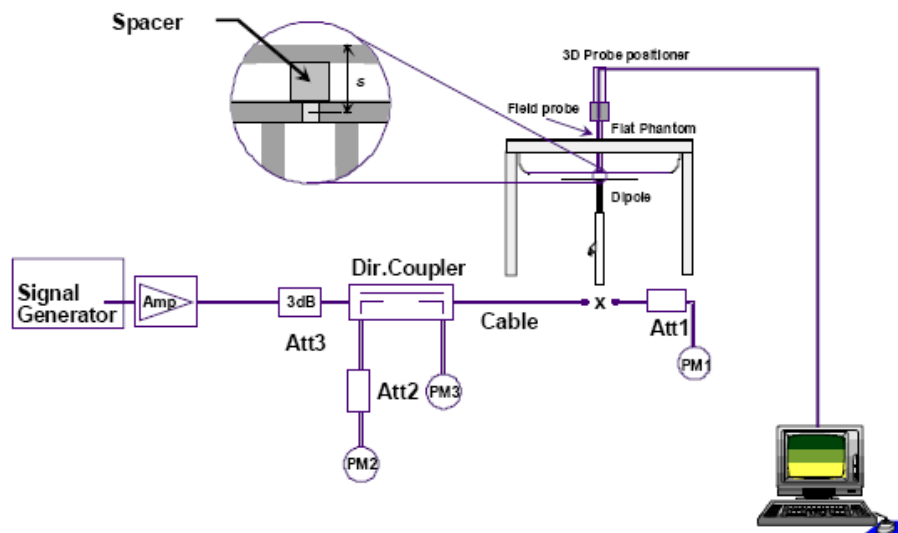 Spacer
s
3D Probe positioner
Field probe
Flat Phantom
Dipole
Signal
Generator
Amp
3dB
Att3
Dir.Coupler
Att2
PM2
PM3
Cable
X
Att1
PM1